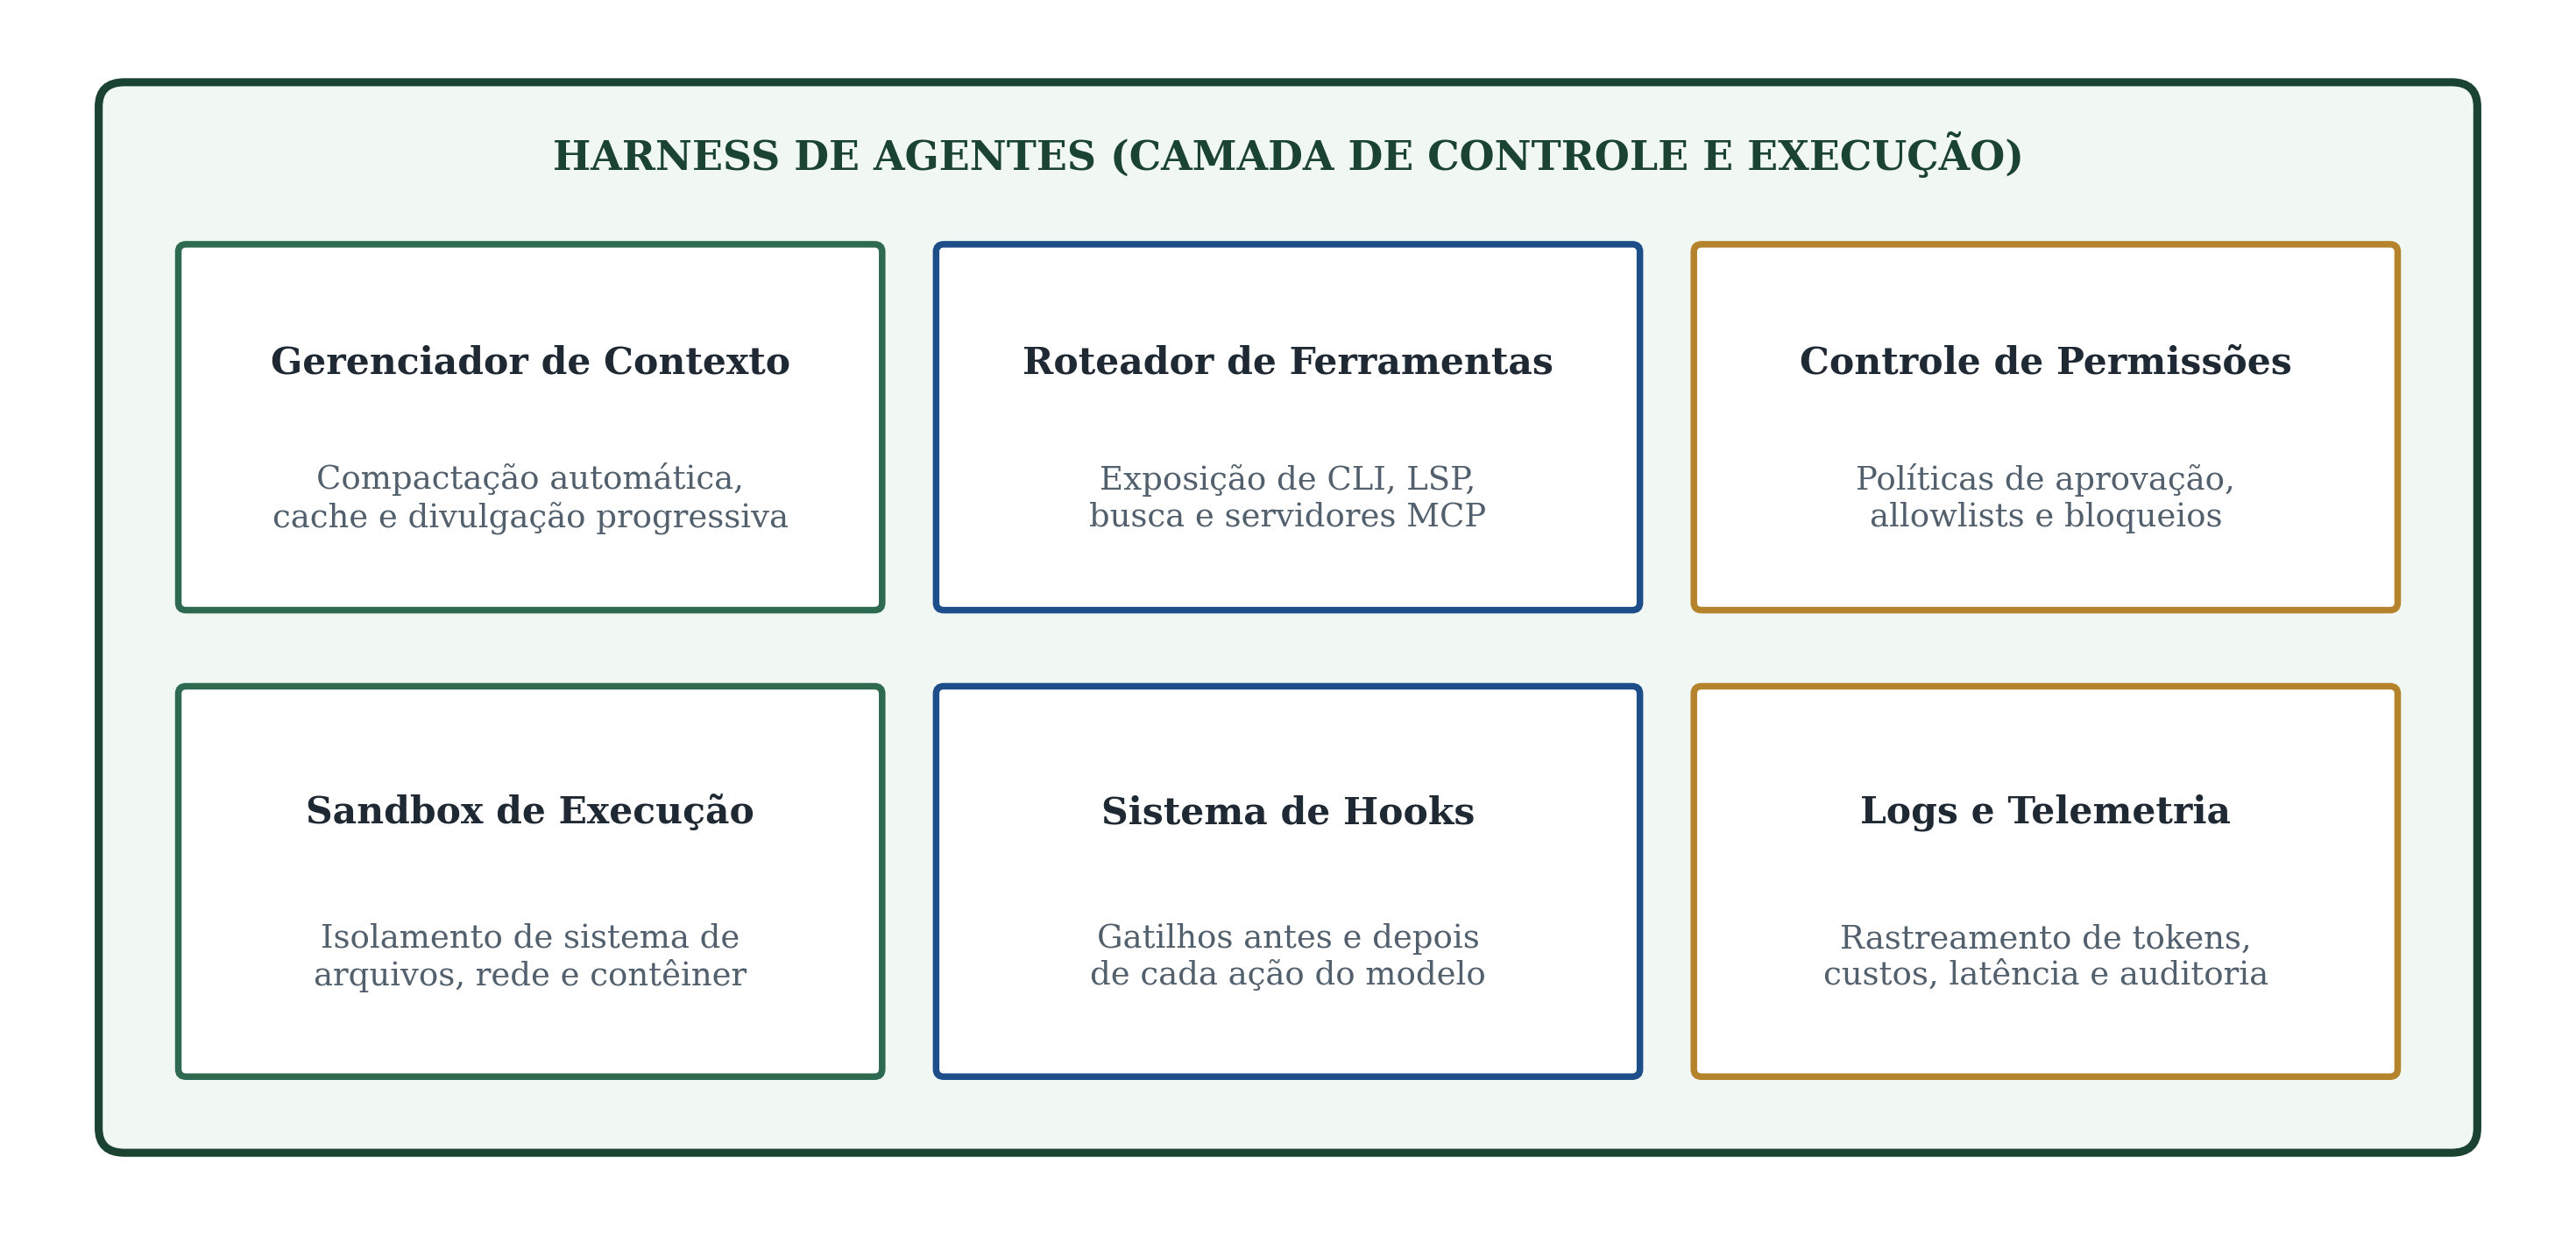 HARNESS DE AGENTES (CAMADA DE CONTROLE E EXECUÇÃO)
Gerenciador de Contexto
Compactação automática,
cache e divulgação progressiva
Roteador de Ferramentas
Exposição de CLI, LSP,
busca e servidores MCP
Controle de Permissões
Políticas de aprovação,
allowlists e bloqueios
Sandbox de Execução
Isolamento de sistema de
arquivos, rede e contêiner
Sistema de Hooks
Gatilhos antes e depois
de cada ação do modelo
Logs e Telemetria
Rastreamento de tokens,
custos, latência e auditoria